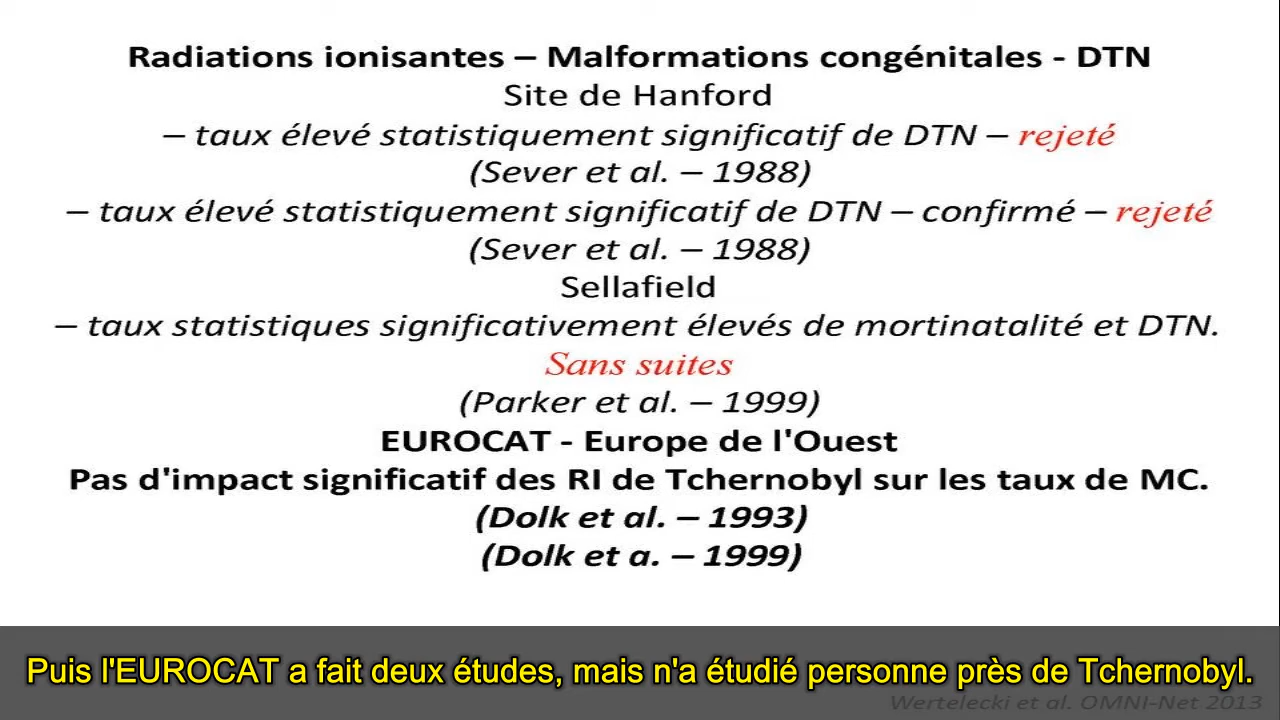 Radiations ionisantes – Malformations congénitales - DTN
Site de Hanford
– taux élevé statistiquement significatif de DTN – rejeté
(Sever et al. – 1988)
– taux élevé statistiquement significatif de DTN – confirmé – rejeté
(Sever et al. – 1988)
Sellafield
– taux statistiques significativement élevés de mortinatalité et DTN.
Sans suites
(Parker et al. – 1999)
EUROCAT - Europe de l'Ouest
Pas d'impact significatif des RI de Tchernobyl sur les taux de MC.
(Dolk et al. – 1993)
(Dolk et a. – 1999)
Puis l'EUROCAT a fait deux études, mais n'a étudié personne près de Tchernobyl.
Wertelecki et al. OMNI-Net 2013